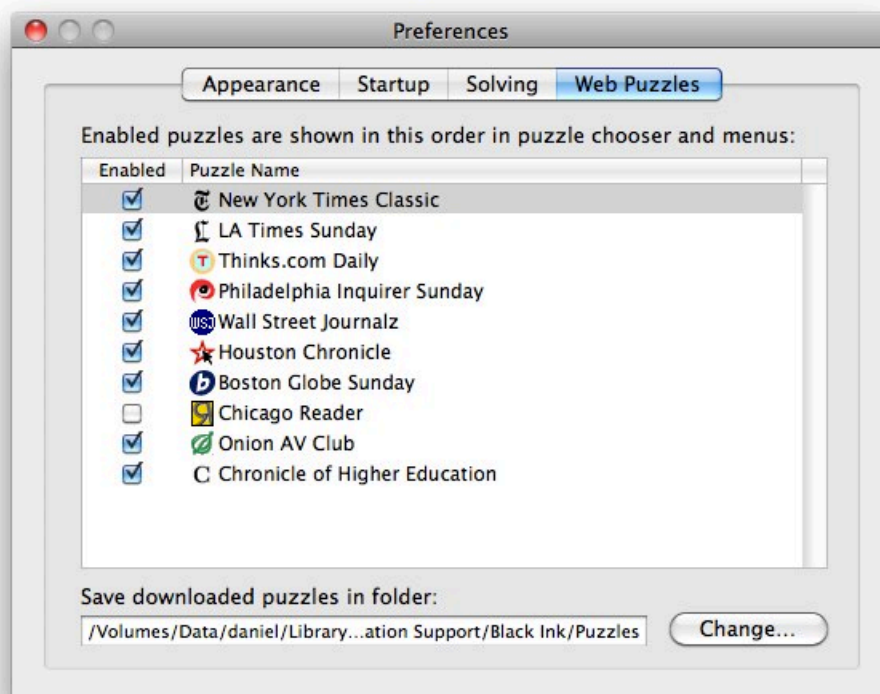 Preferences
Appearance Startup Solving Web Puzzles
Enabled puzzles are shown in this order in puzzle chooser and menus:
Enabled Puzzle Name
New York Times Classic
LA Times Sunday
T Thinks.com Daily
Philadelphia Inquirer Sunday
WSJ Wall Street Journalz
Houston Chronicle
b Boston Globe Sunday
Chicago Reader
Onion AV Club
C Chronicle of Higher Education
Save downloaded puzzles in folder:
/Volumes/Data/daniel/Library...ation Support/Black Ink/Puzzles Change...